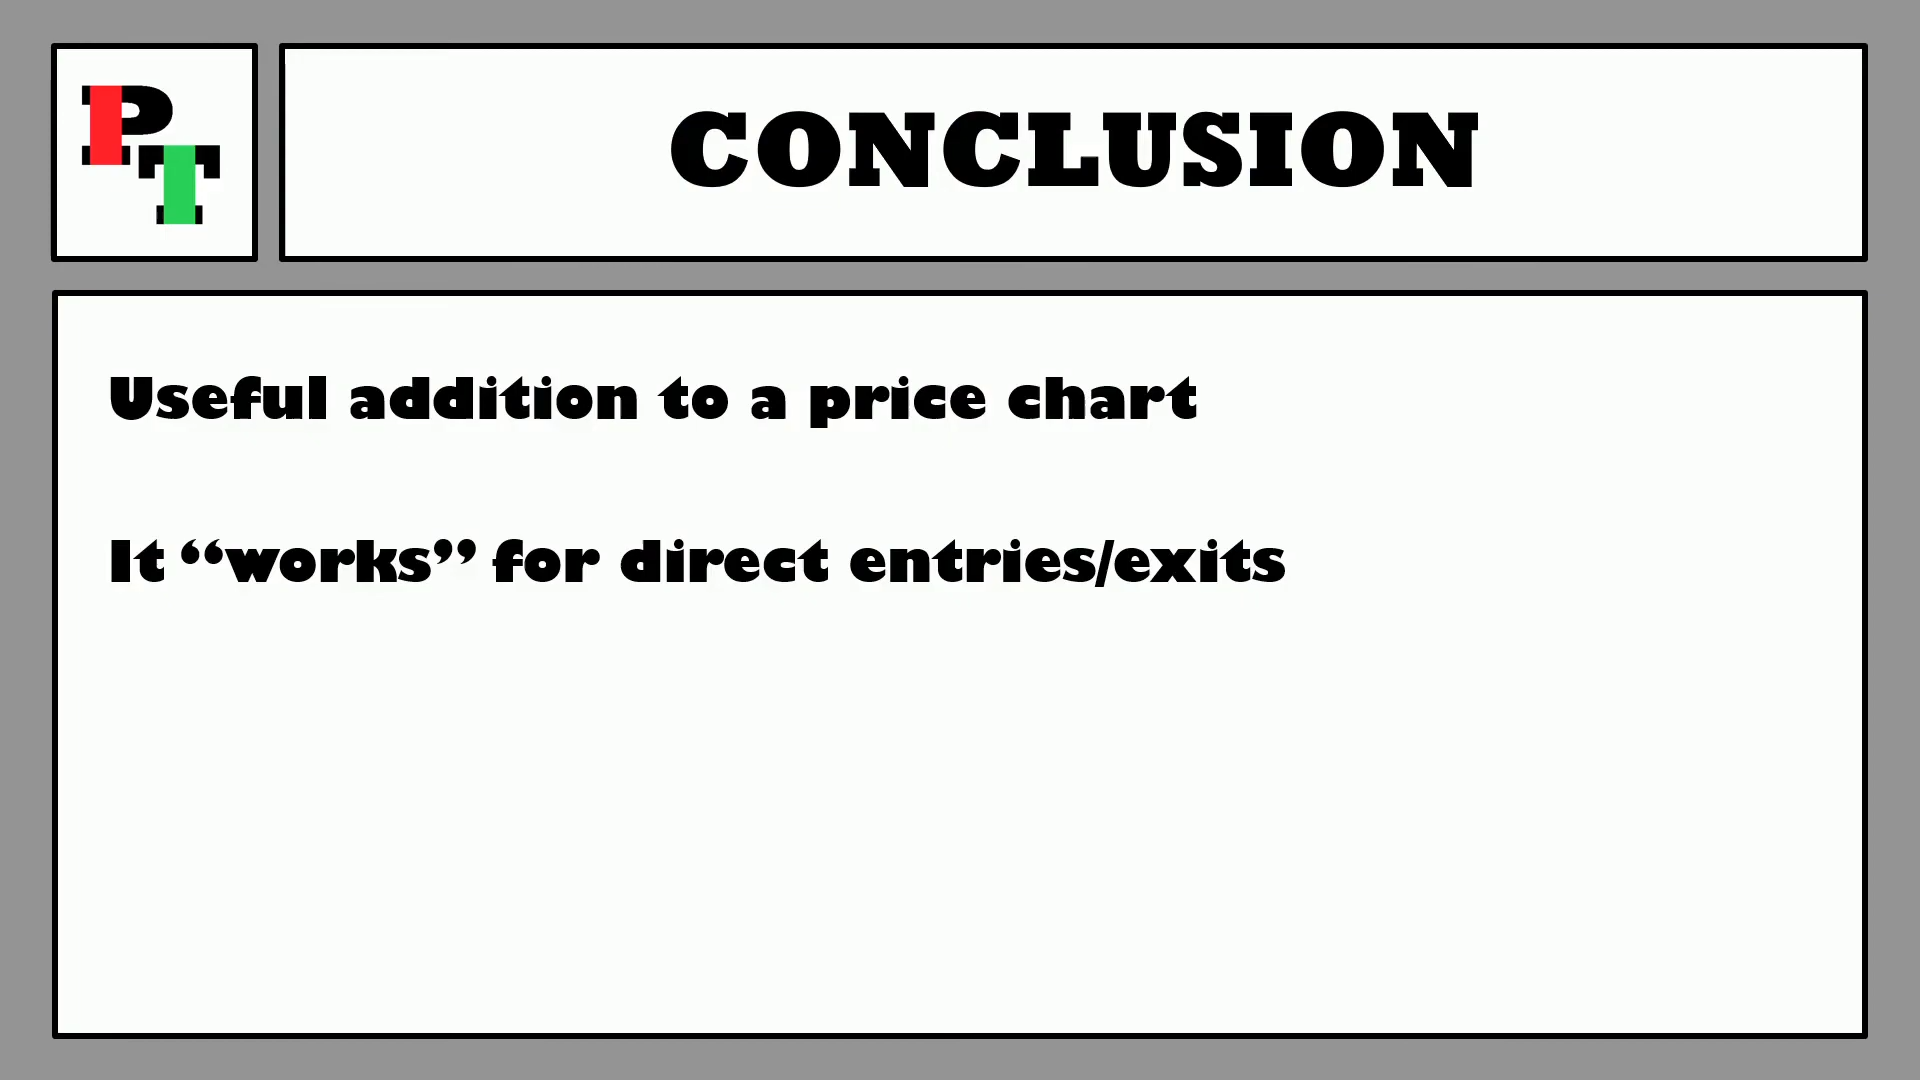 PT
CONCLUSION
Useful addition to a price chart
It “works” for direct entries/exits